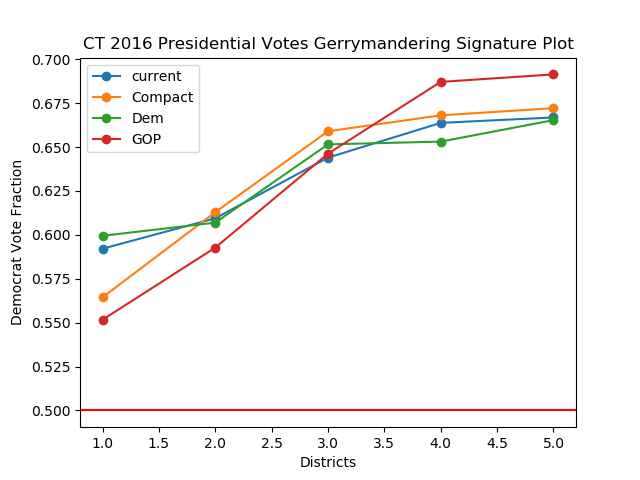 CT 2016 Presidential Votes Gerrymandering Signature Plot
current
Compact
Dem
GOP
Democrat Vote Fraction
0.700
0.675
0.650
0.625
0.600
0.575
0.550
0.525
0.500
1.0 1.5 2.0 2.5 3.0 3.5 4.0 4.5 5.0
Districts